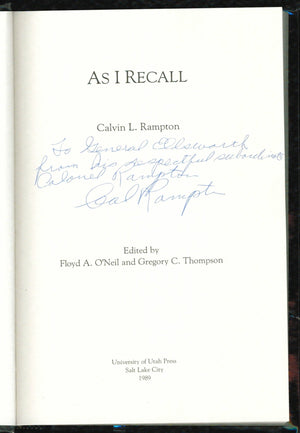 AS I RECALL
Calvin L. Rampton
To General Ellsworth
from his respectful subordinate
Colonel Rampton
Cal Rampton
Edited by
Floyd A. O'Neil and Gregory C. Thompson
University of Utah Press
Salt Lake City
1989